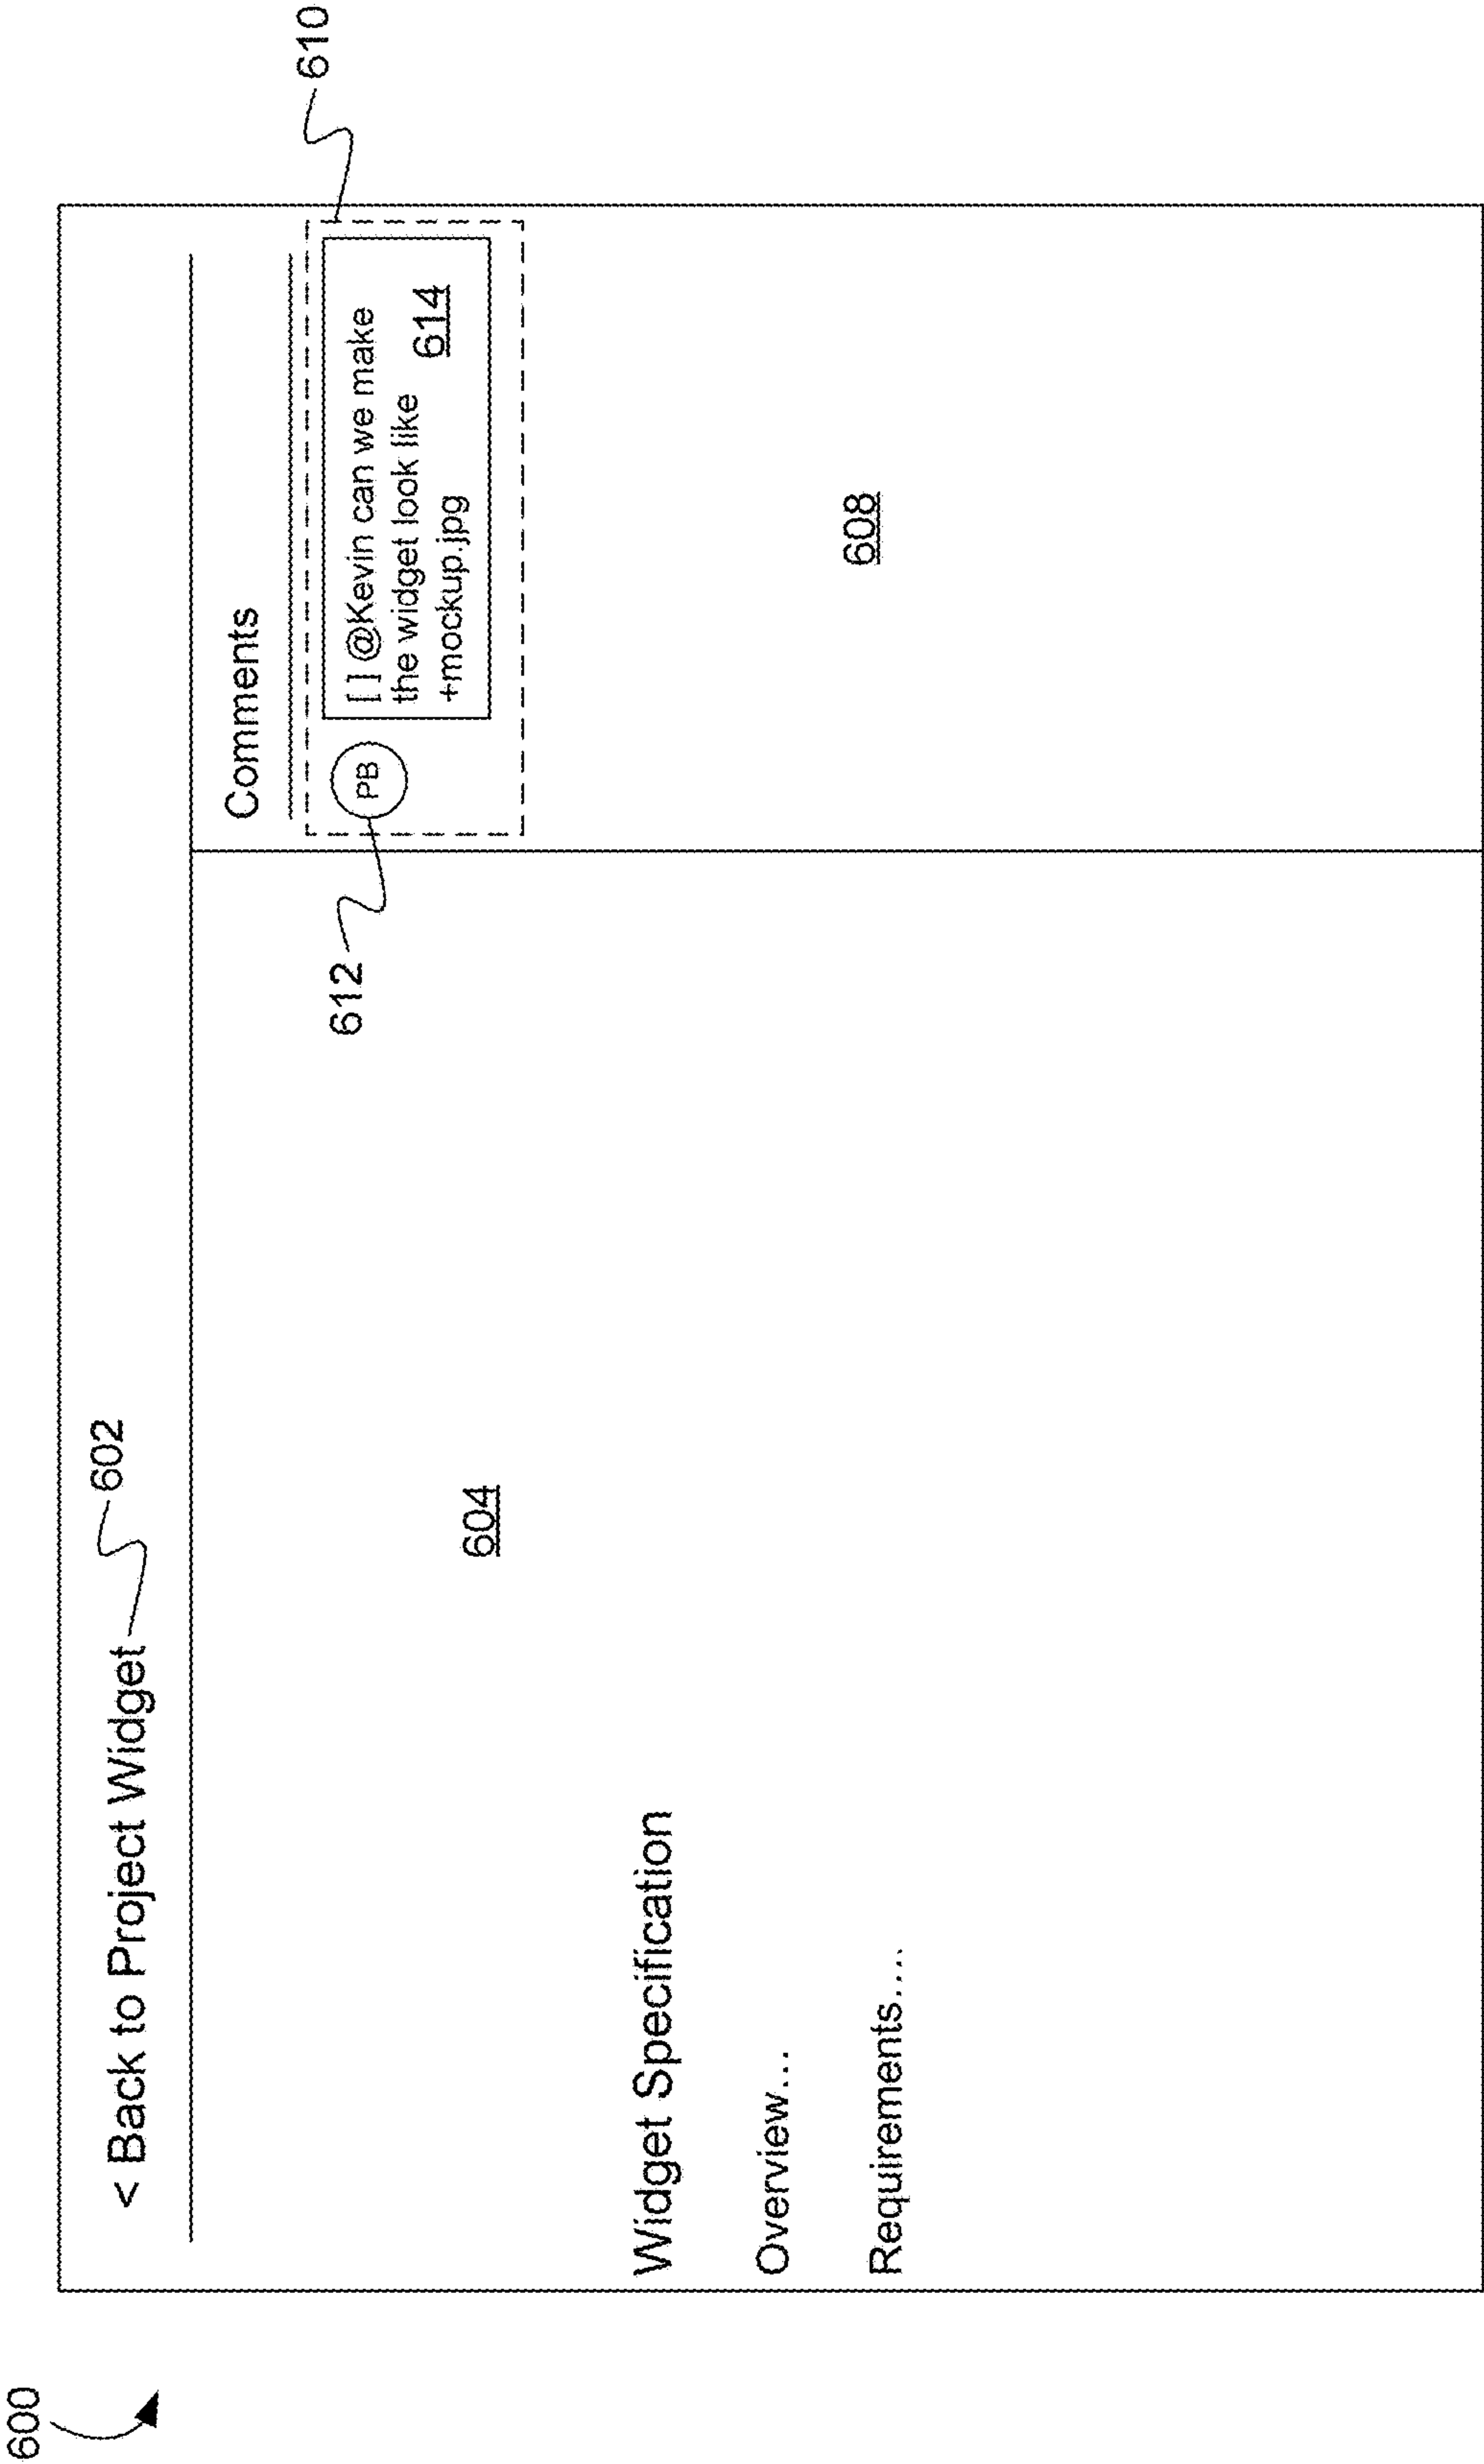 600
< Back to Project Widget
602
Comments
610
612
PB
[ ] @Kevin can we make
the widget look like
+mockup.jpg
614
604
608
Widget Specification
Overview...
Requirements....